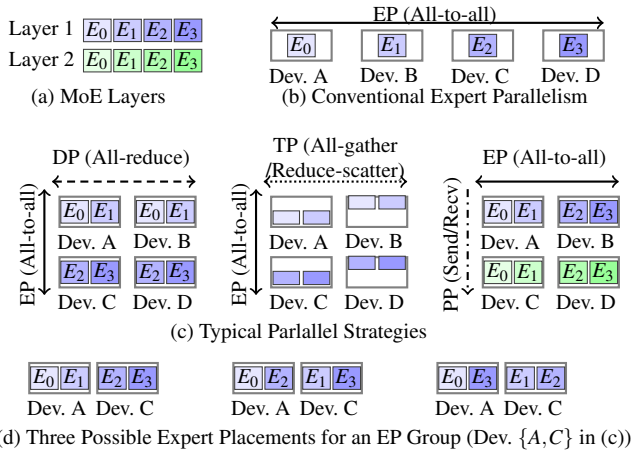 Layer 1 E0 E1 E2 E3
Layer 2 E0 E1 E2 E3
(a) MoE Layers
EP (All-to-all)
E0 E1 E2 E3
Dev. A Dev. B Dev. C Dev. D
(b) Conventional Expert Parallelism
DP (All-reduce)
EP (All-to-all)
E0 E1 E0 E1
Dev. A Dev. B
E2 E3 E2 E3
Dev. C Dev. D
TP (All-gather
/Reduce-scatter)
EP (All-to-all)
Dev. A Dev. B
Dev. C Dev. D
EP (All-to-all)
PP (Send/Recv)
E0 E1 E2 E3
Dev. A Dev. B
E0 E1 E2 E3
Dev. C Dev. D
(c) Typical Parlallel Strategies
E0 E1 E2 E3 E0 E2 E1 E3 E0 E3 E1 E2
Dev. A Dev. C Dev. A Dev. C Dev. A Dev. C
(d) Three Possible Expert Placements for an EP Group (Dev. {A,C} in (c))